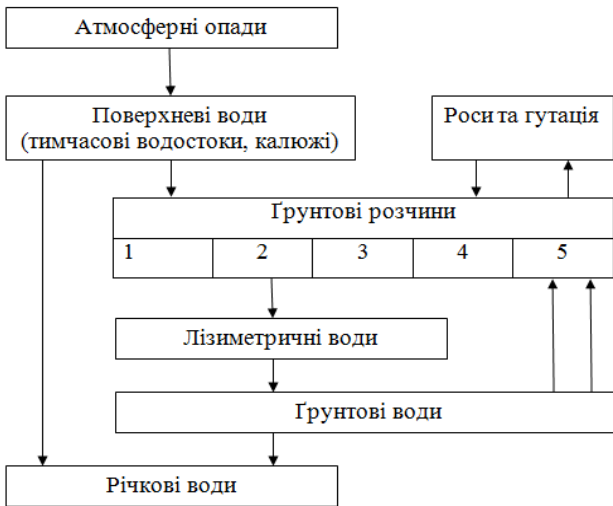 Атмосферні опади
Поверхневі води
(тимчасові водостоки, калюжі)
Роси та гутація
Ґрунтові розчини
1 2 3 4 5
Лізиметричні води
Ґрунтові води
Річкові води